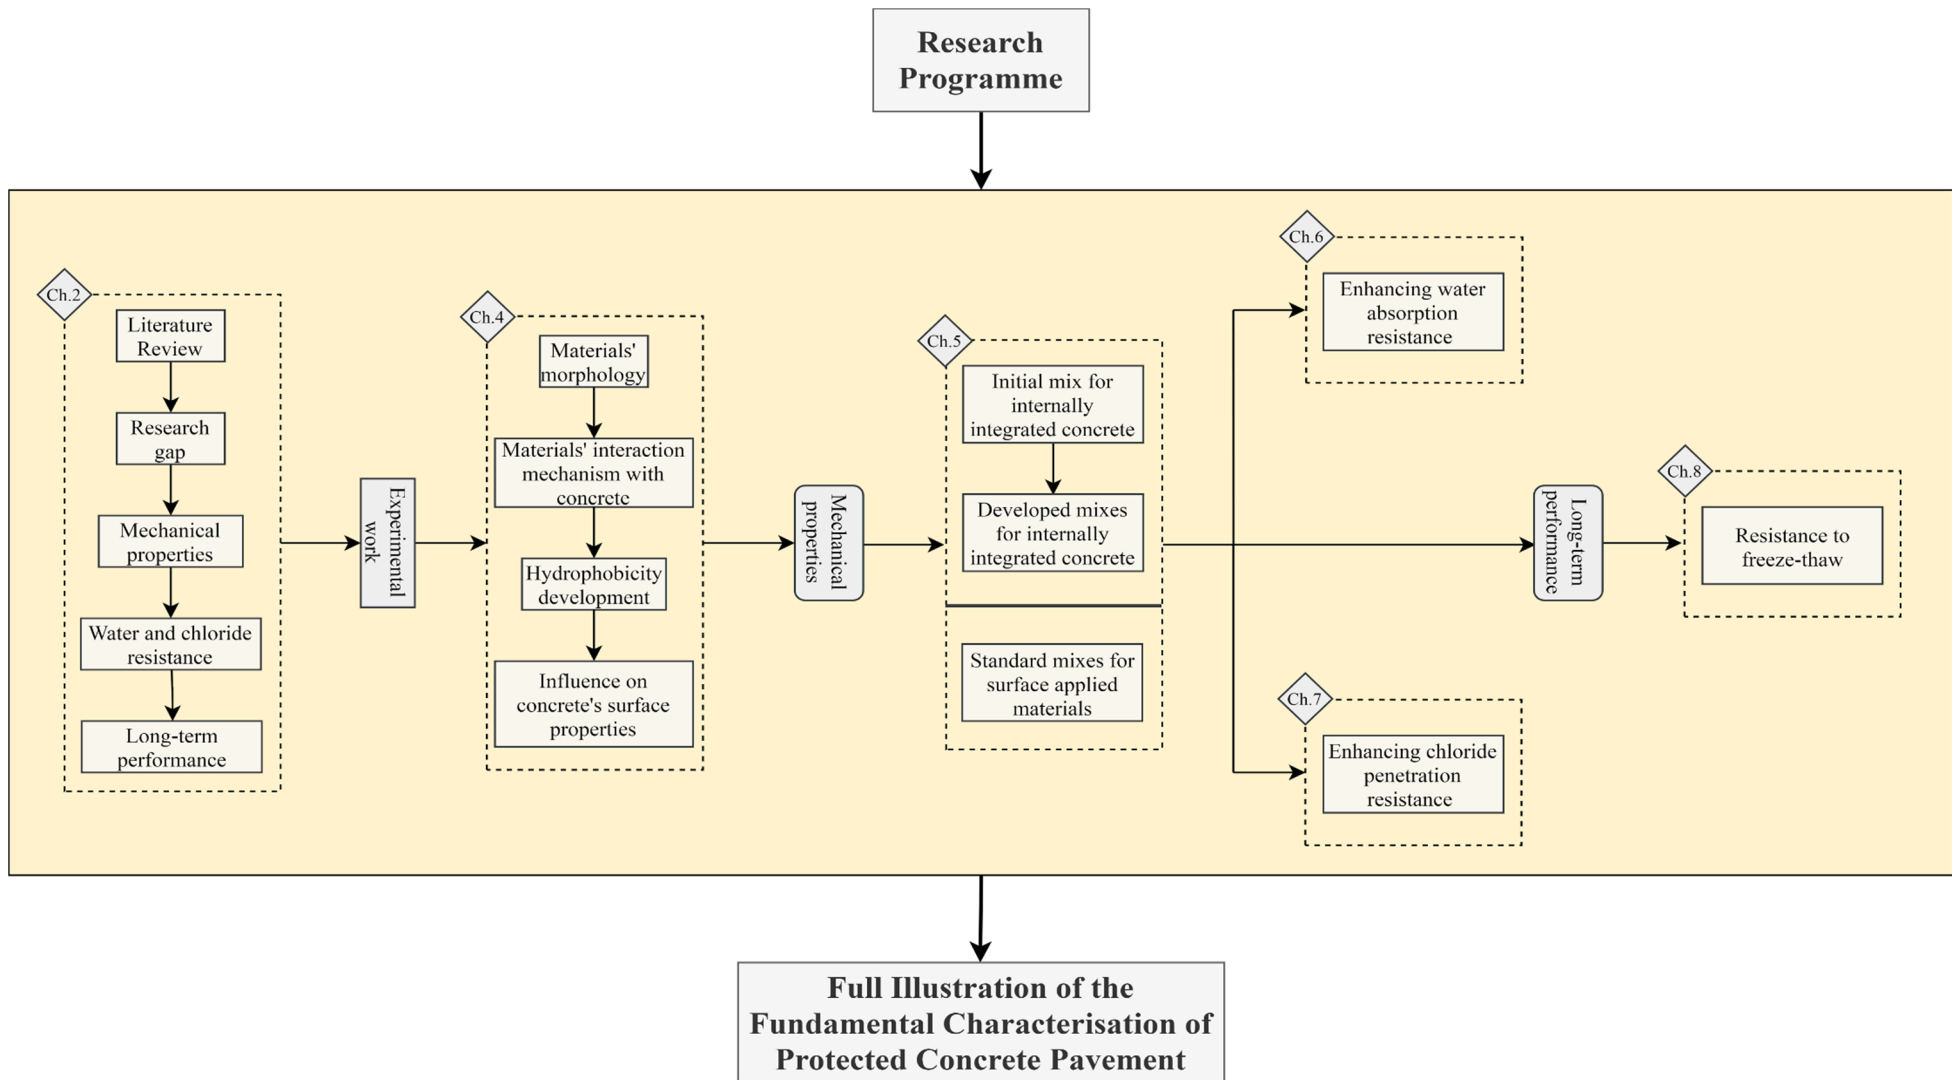 Research
Programme
Ch.2
Literature
Review
Research
gap
Mechanical
properties
Water and chloride
resistance
Long-term
performance
Experimental
work
Ch.4
Materials'
morphology
Materials' interaction
mechanism with
concrete
Hydrophobicity
development
Influence on
concrete's surface
properties
Mechanical
properties
Ch.5
Initial mix for
internally
integrated concrete
Developed mixes
for internally
integrated concrete
Standard mixes for
surface applied
materials
Ch.6
Enhancing water
absorption
resistance
Ch.7
Enhancing chloride
penetration
resistance
Long-term
performance
Ch.8
Resistance to
freeze-thaw
Full Illustration of the
Fundamental Characterisation of
Protected Concrete Pavement